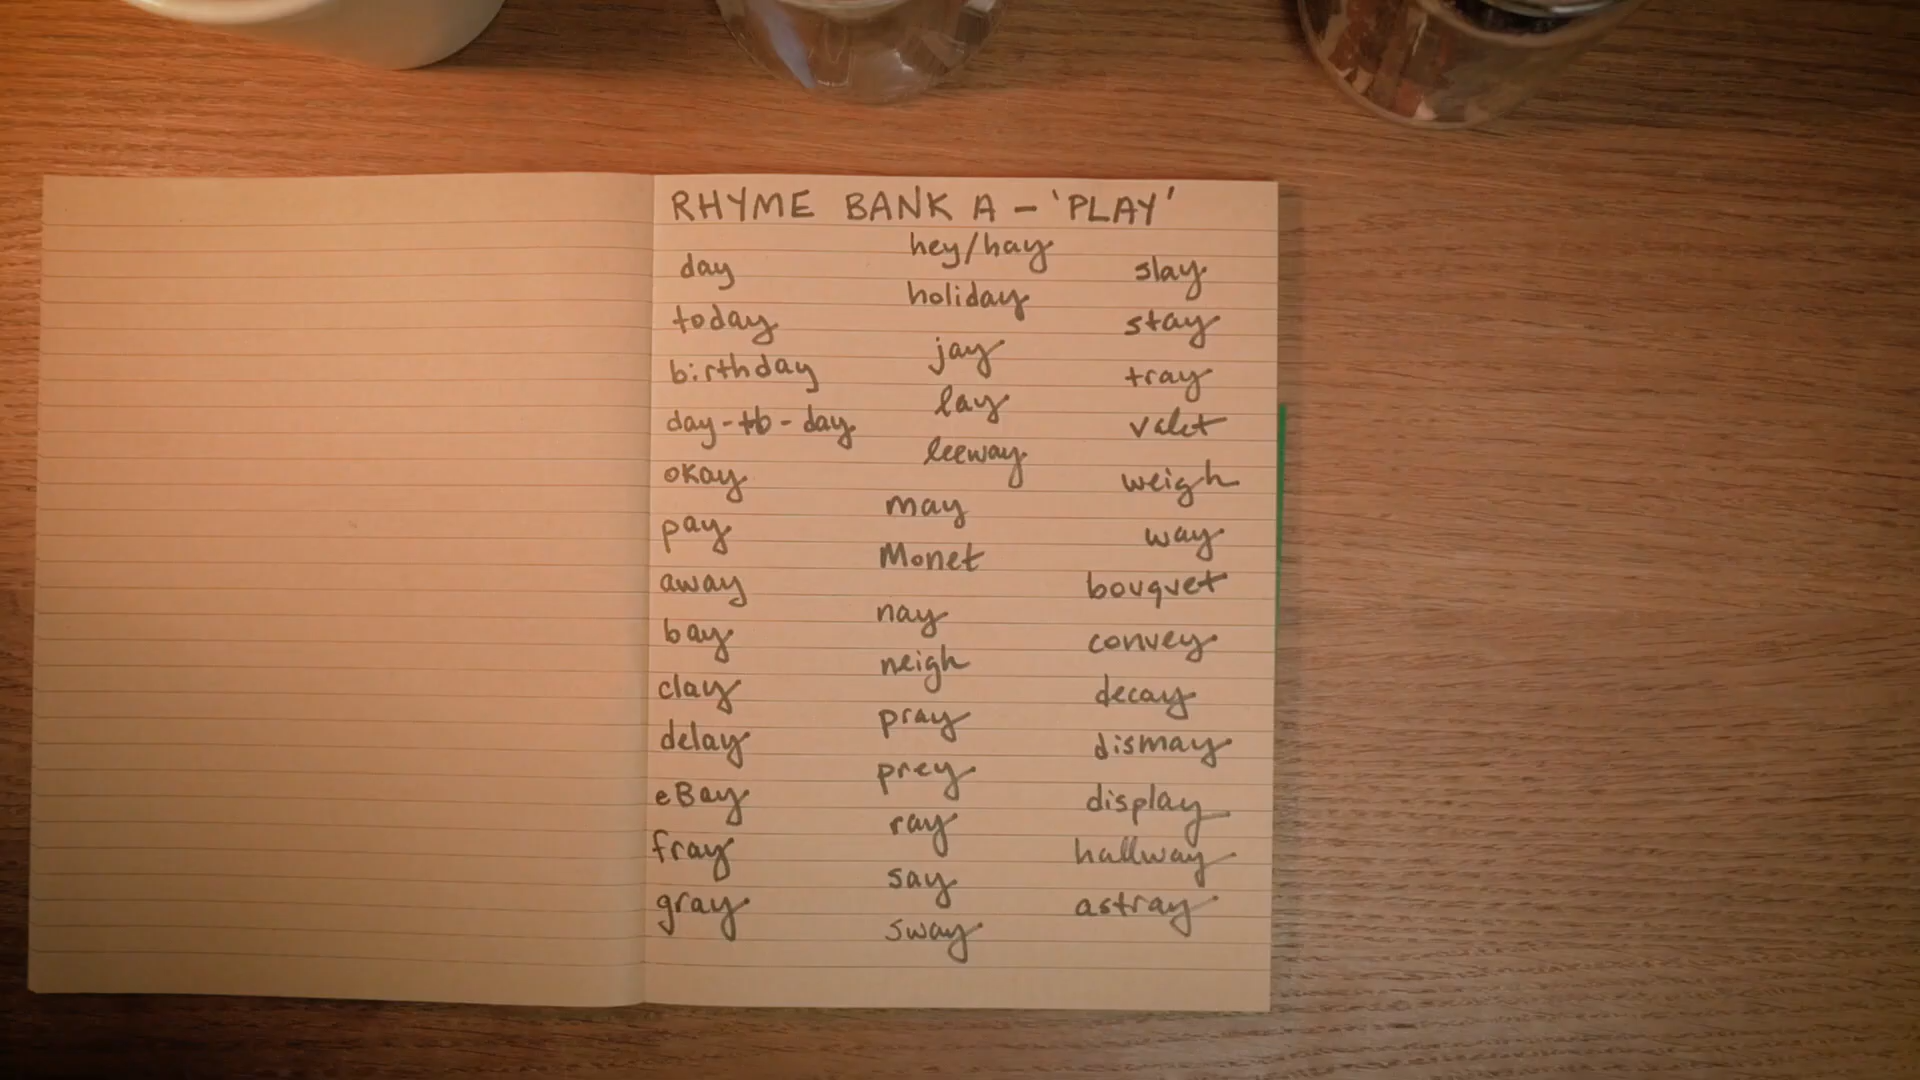 RHYME BANK A - 'PLAY'
day
today
birthday
day-to-day
okay
pay
away
bay
clay
delay
eBay
fray
gray
hey/hay
holiday
jay
lay
leeway
may
Monet
nay
neigh
pray
prey
ray
say
sway
slay
stay
tray
valet
weigh
way
bouquet
convey
decay
dismay
display
hallway
astray